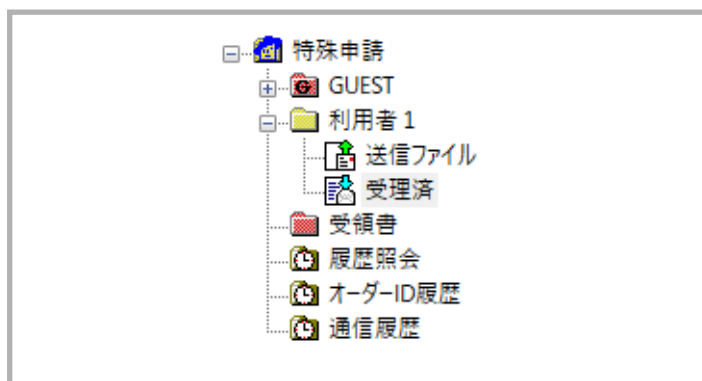 特殊申請
GUEST
利用者１
送信ファイル
受理済
受領書
履歴照会
オーダーID履歴
通信履歴